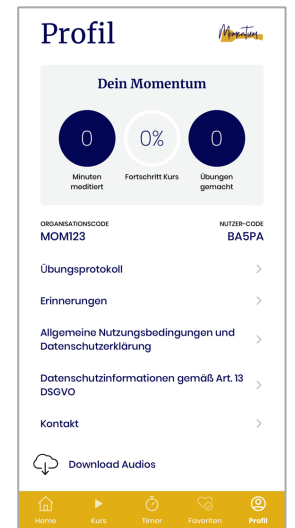 Profil
Momentum
Dein Momentum
0
0%
0
Minuten
meditiert
Fortschritt Kurs
Übungen
gemacht
ORGANISATIONSCODE
NUTZER-CODE
MOM123
BA5PA
Übungsprotokoll
Erinnerungen
Allgemeine Nutzungsbedingungen und
Datenschutzerklärung
Datenschutzinformationen gemäß Art. 13
DSGVO
Kontakt
Download Audios
Home
Kurs
Timer
Favoriten
Profil